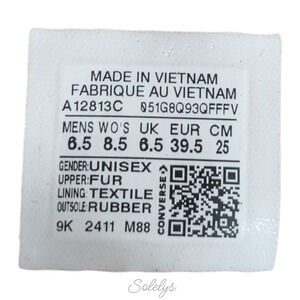 MADE IN VIETNAM
FABRIQUE AU VIETNAM
A12813C 051G8Q93QFFFV
MENS WO'S UK EUR CM
6.5 8.5 6.5 39.5 25
GENDER: UNISEX
UPPER: FUR
LINING: TEXTILE
OUTSOLE: RUBBER
CONVERSE
9K 2411 M88
Solelys